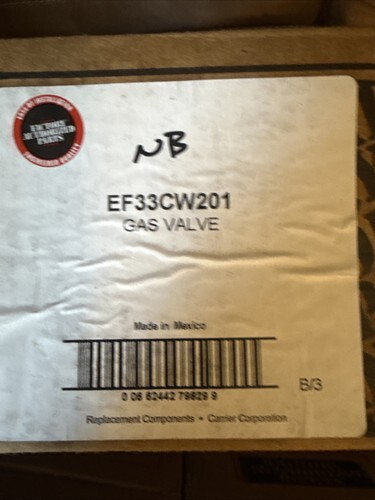 FACTORY
AUTHORIZED
PARTS
NB
EF33CW201
GAS VALVE
Made in Mexico
0 06 62442 79829 9
B/3
Replacement Components • Carrier Corporation